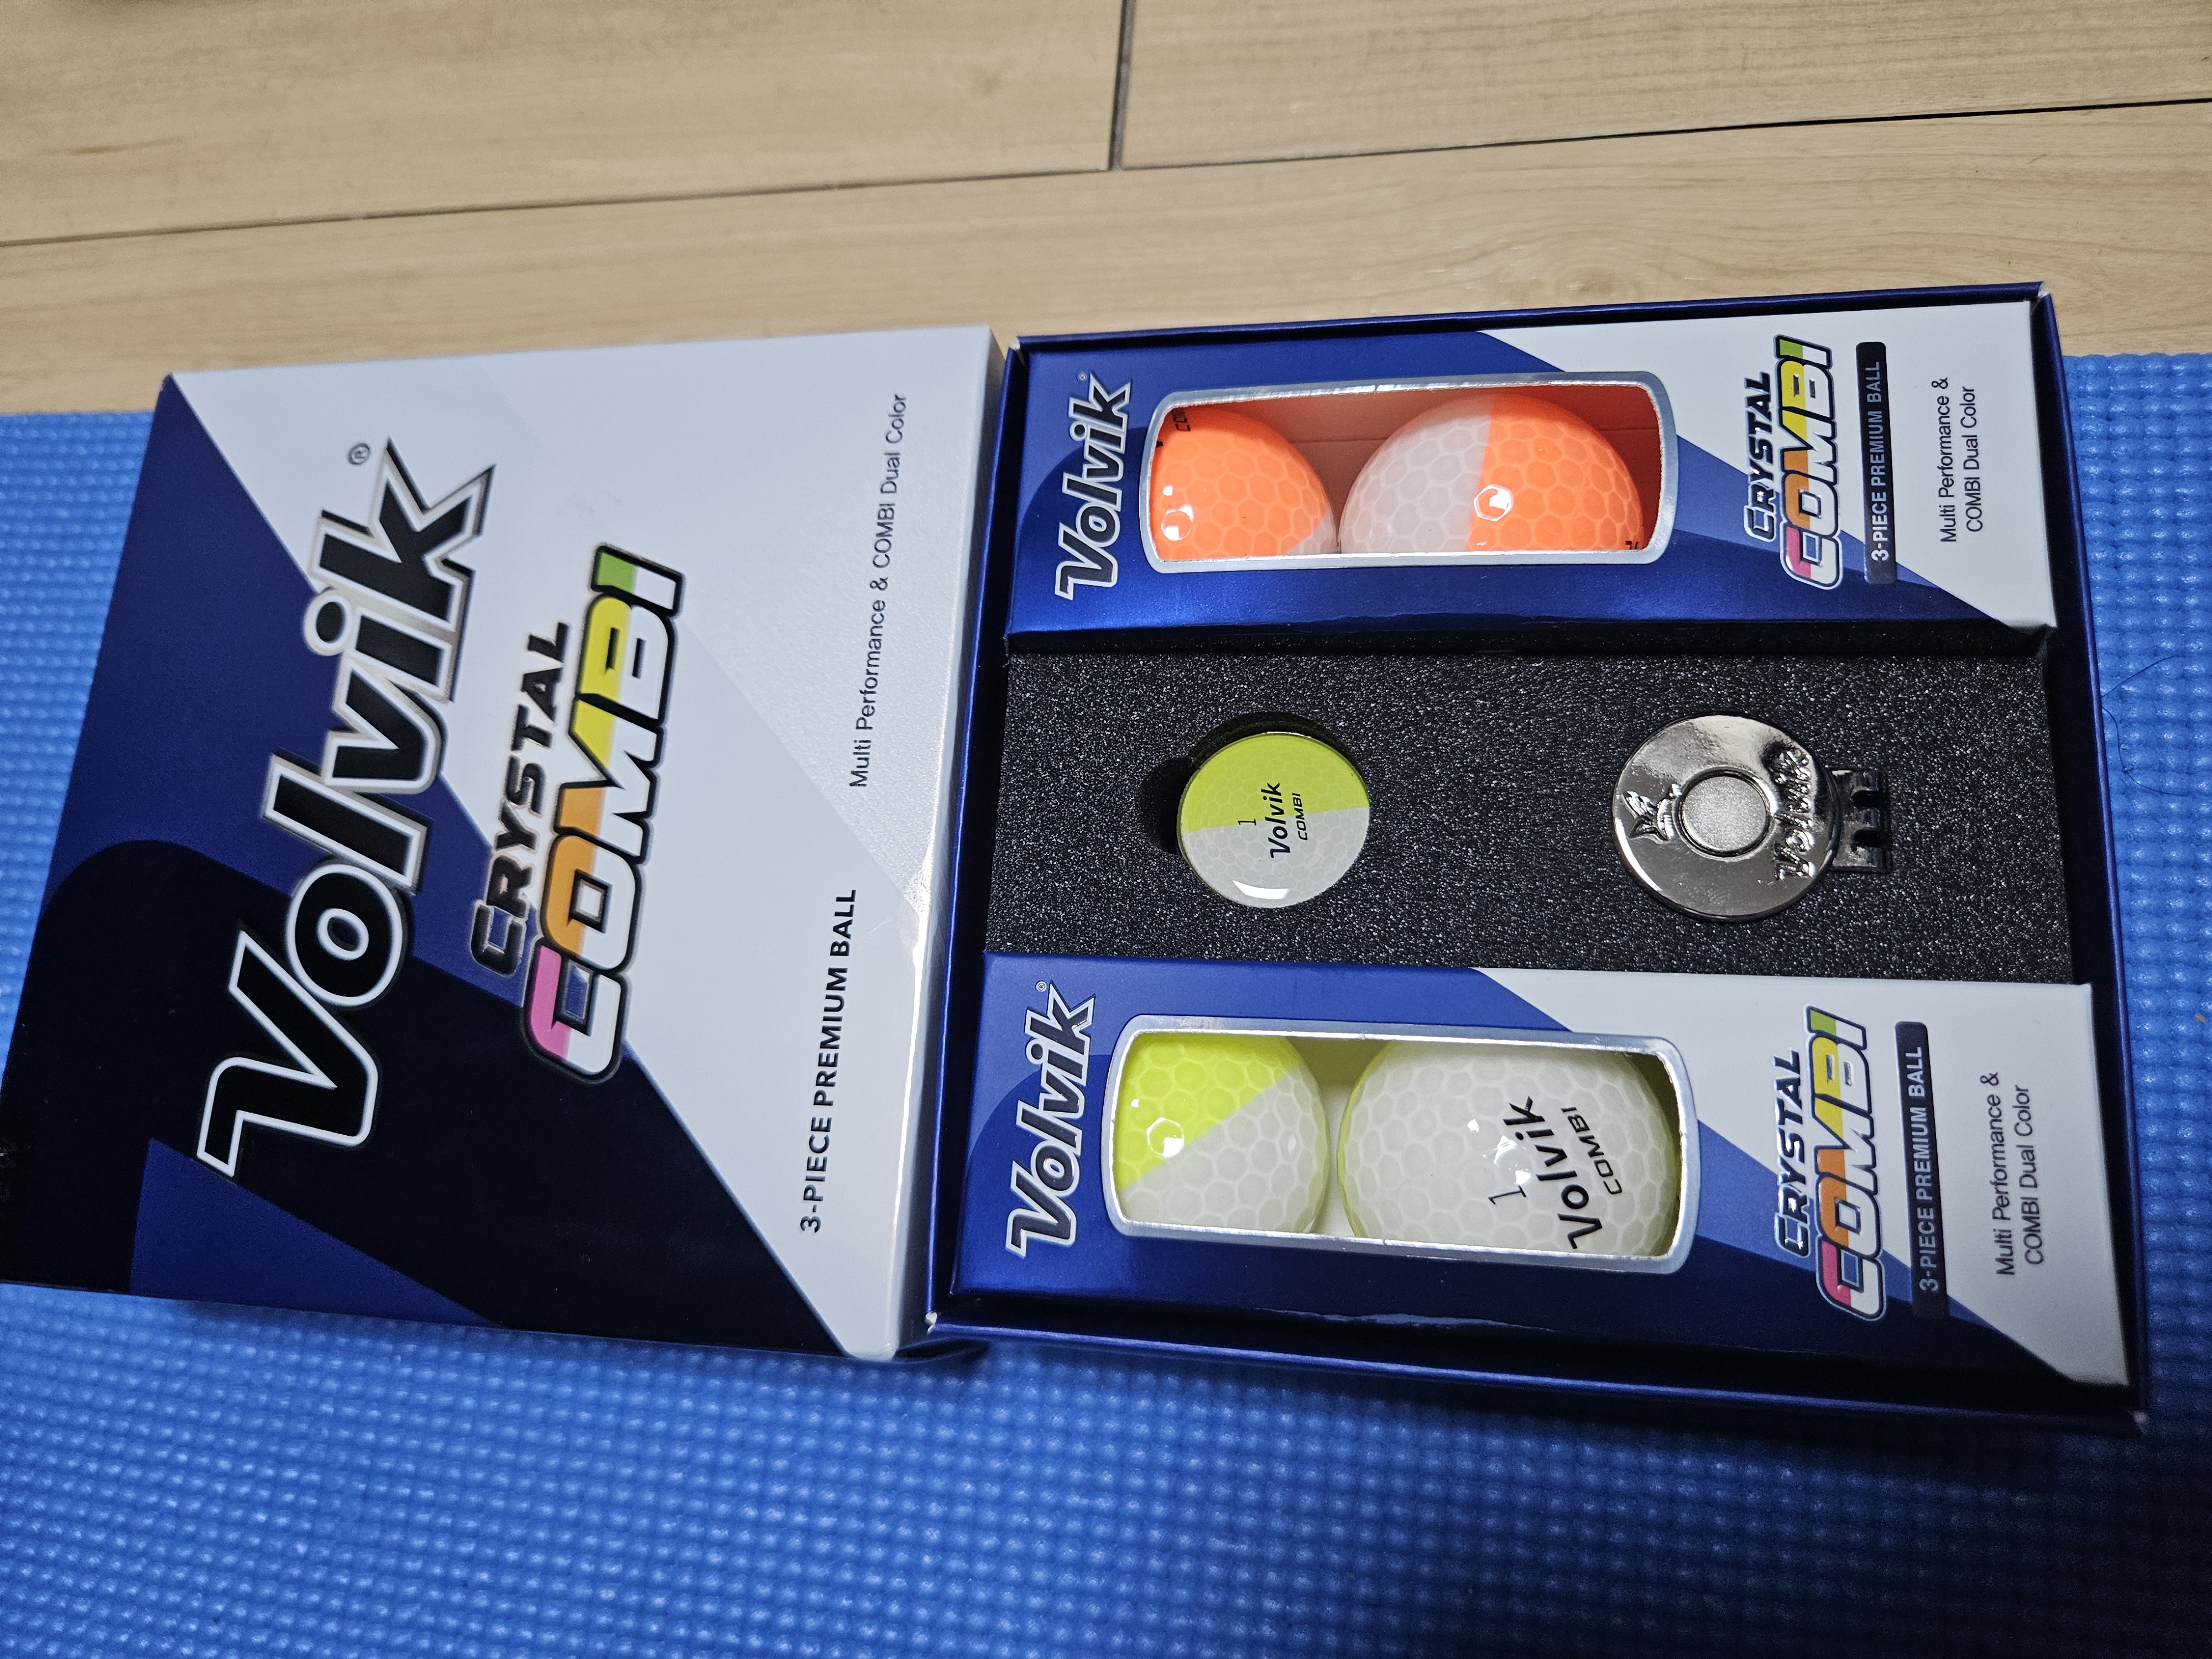 Volvik®
CRYSTAL
COMBI
3-PIECE PREMIUM BALL
Multi Performance & COMBI Dual Color
Volvik®
1
Volvik
COMBI
CRYSTAL
COMBI
3-PIECE PREMIUM BALL
Multi Performance &
COMBI Dual Color
1
Volvik
COMBI
Volvik
Volvik
CRYSTAL
COMBI
3-PIECE PREMIUM BALL
Multi Performance &
COMBI Dual Color